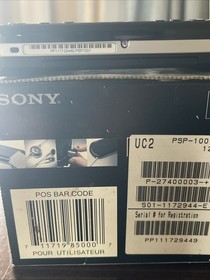 SONY
UC2
PSP-100
P-27400003-+
S01-1172944-E
Serial # for Registration
PP111729449
POS BAR CODE
7 11719 85000 7
POUR UTILISATEUR